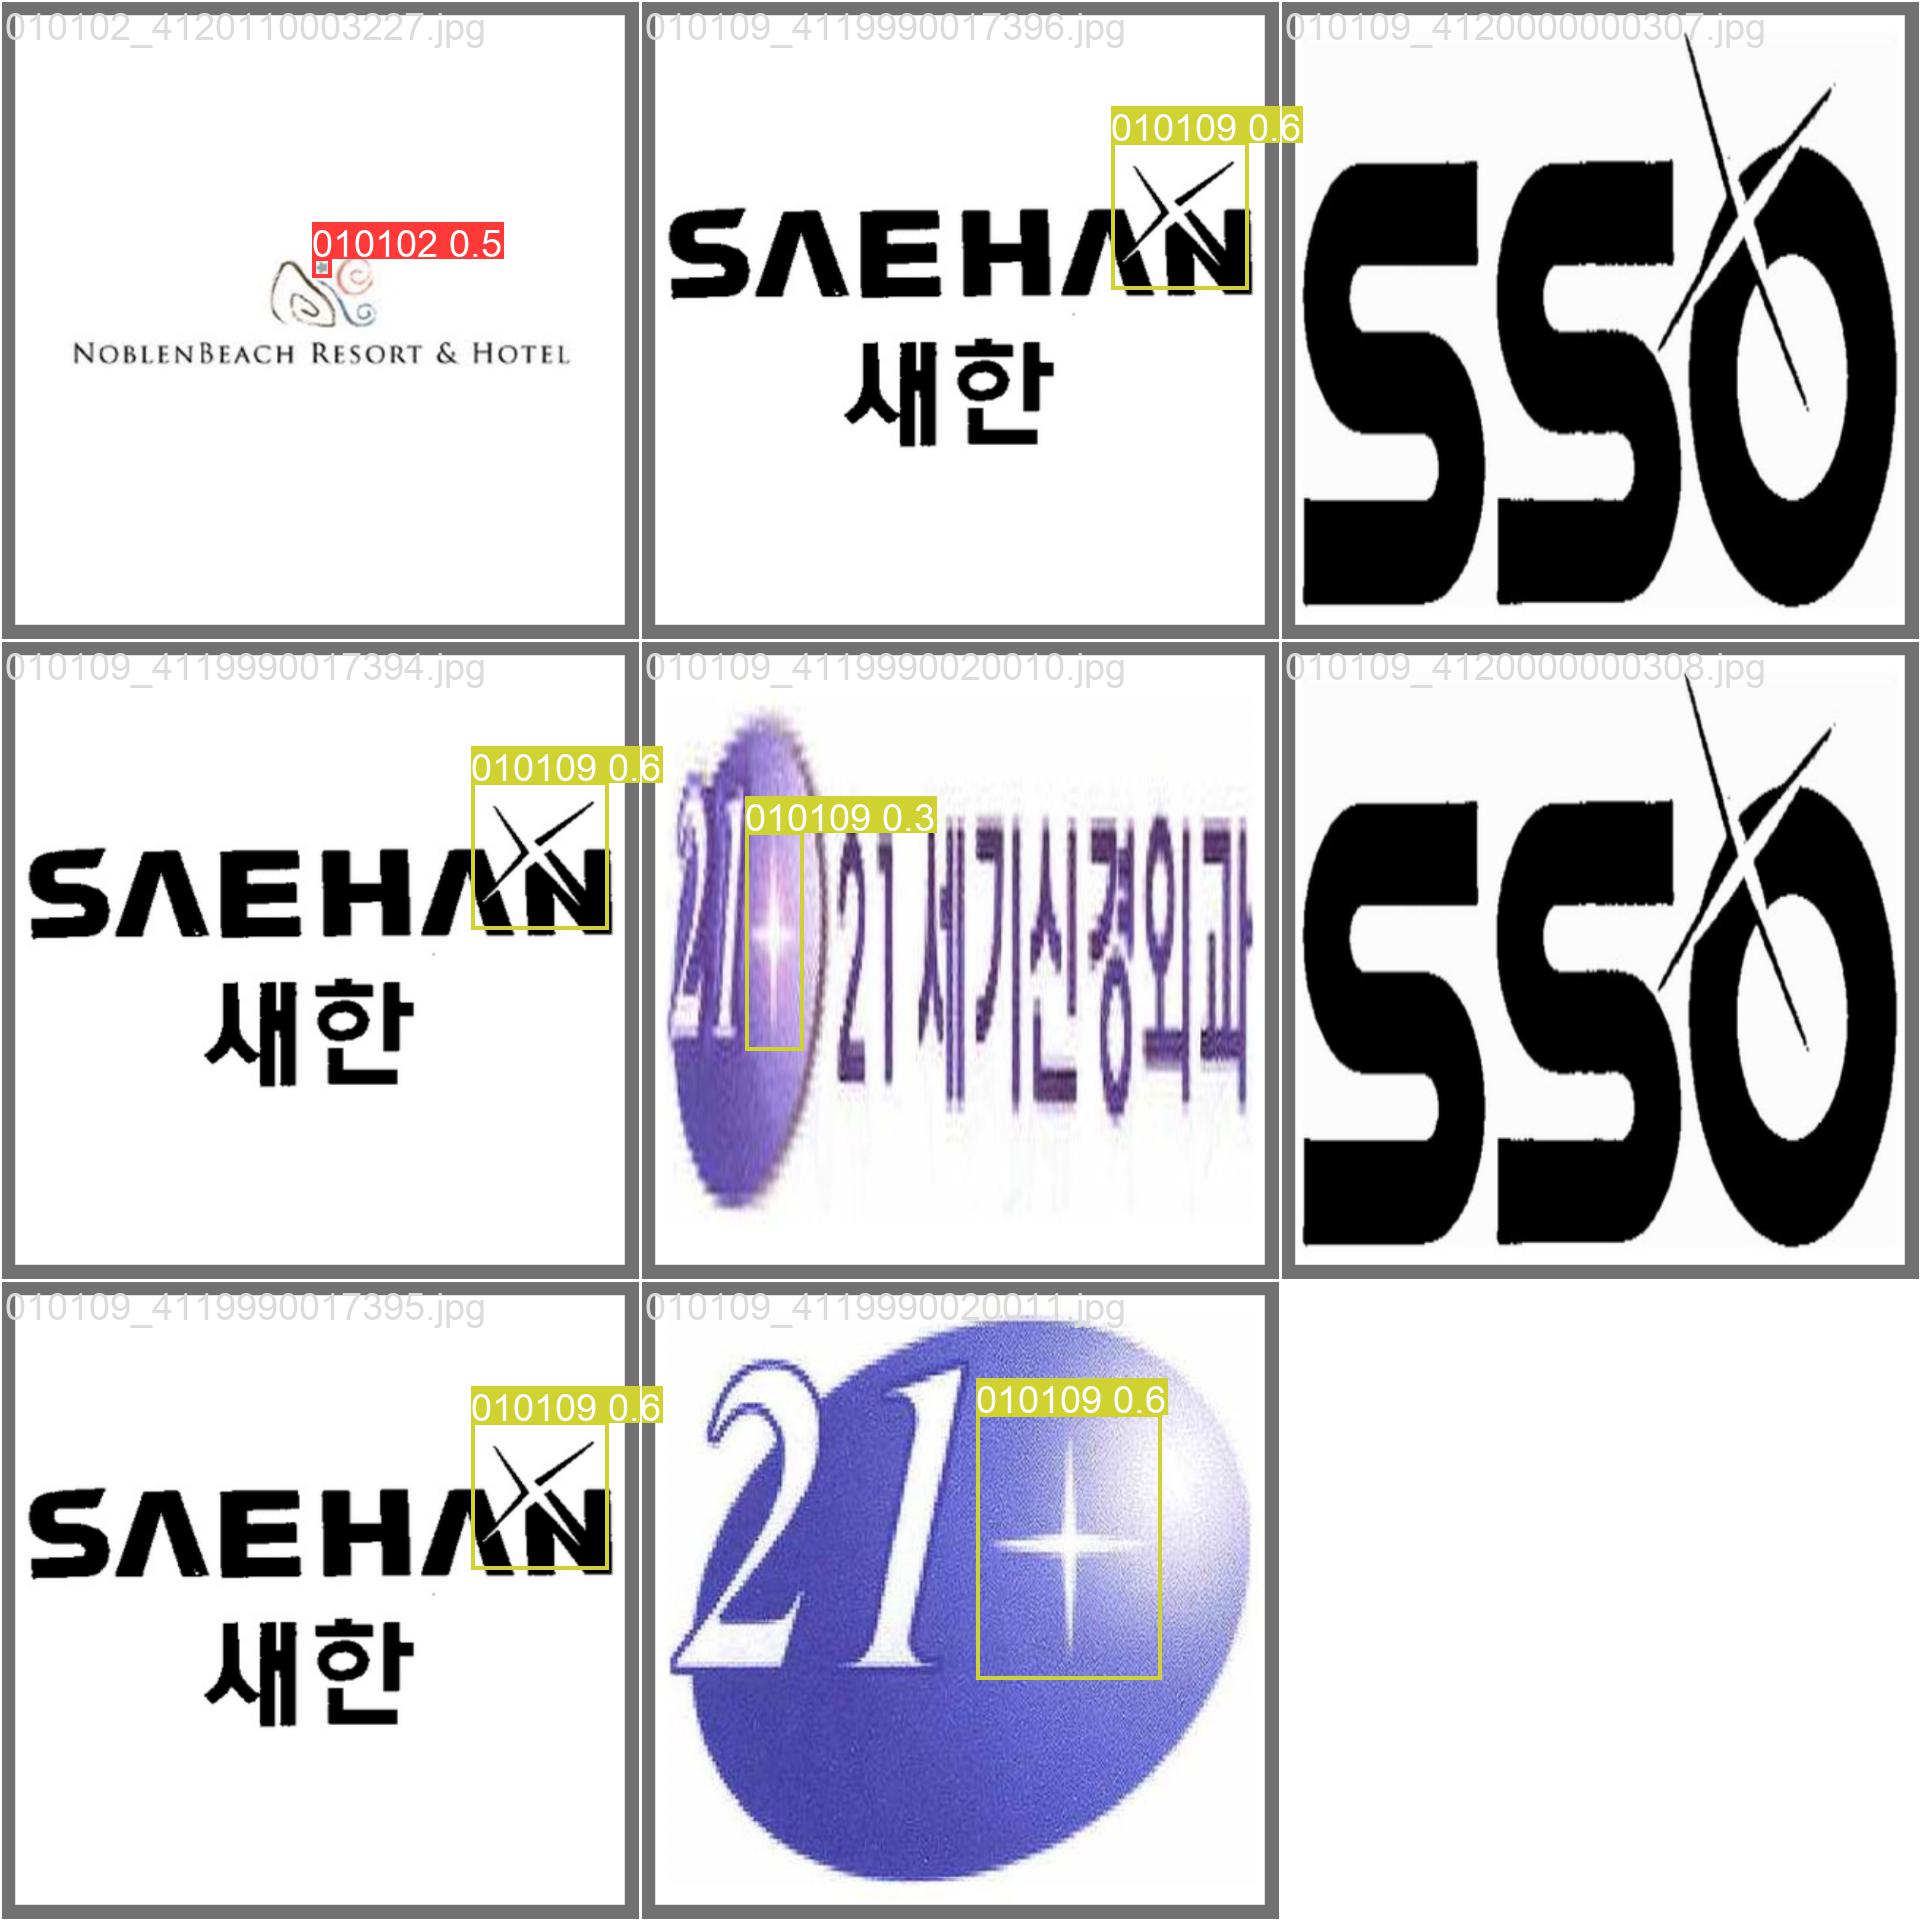 010102_4120110003227.jpg
010102 0.5
NOBLENBEACH RESORT & HOTEL
010109_4119990017396.jpg
010109 0.6
SAEHAN
새한
010109_4120000000307.jpg
SSO
010109_4119990017394.jpg
010109 0.6
SAEHAN
새한
010109_4119990020010.jpg
010109 0.3
21
21세기신경외과
010109_4120000000308.jpg
SSO
010109_4119990017395.jpg
010109 0.6
SAEHAN
새한
010109_4119990020011.jpg
010109 0.6
21